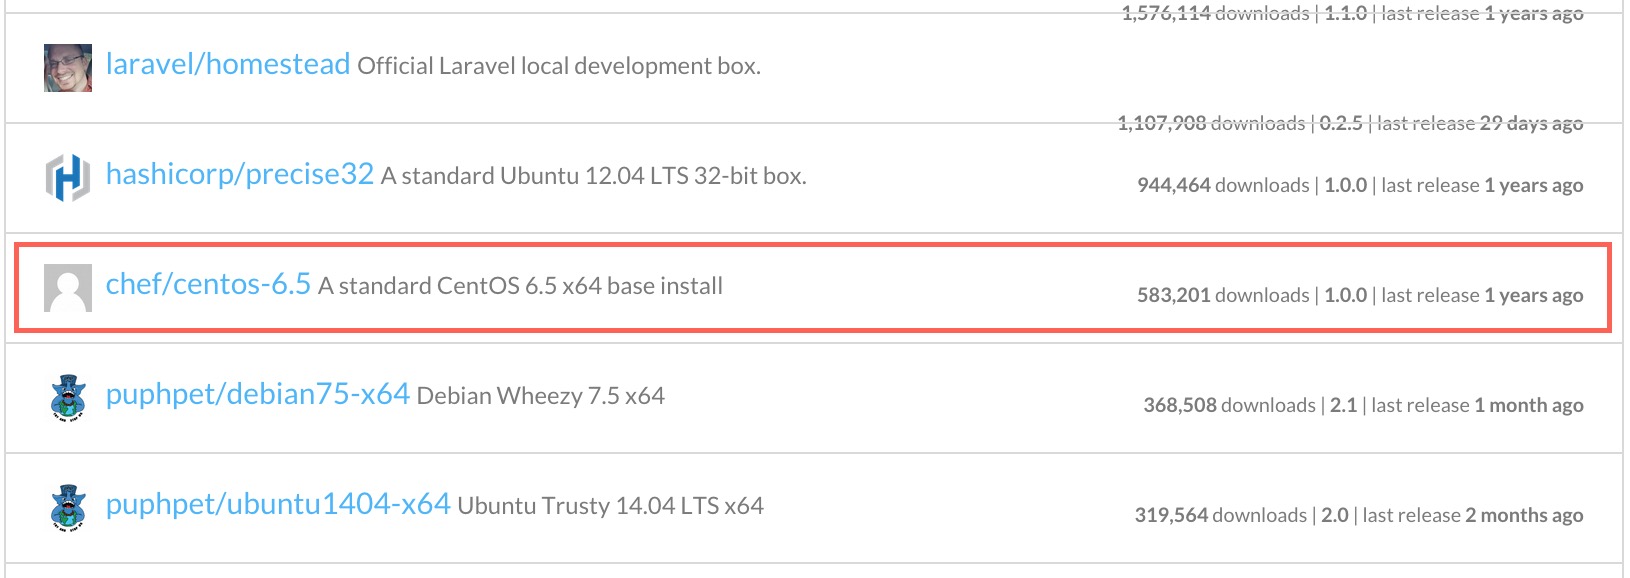 1,576,114 downloads | 1.1.0 | last release 1 years ago
laravel/homestead Official Laravel local development box.
1,107,908 downloads | 0.2.5 | last release 29 days ago
hashicorp/precise32 A standard Ubuntu 12.04 LTS 32-bit box.
944,464 downloads | 1.0.0 | last release 1 years ago
chef/centos-6.5 A standard CentOS 6.5 x64 base install
583,201 downloads | 1.0.0 | last release 1 years ago
puphpet/debian75-x64 Debian Wheezy 7.5 x64
368,508 downloads | 2.1 | last release 1 month ago
puphpet/ubuntu1404-x64 Ubuntu Trusty 14.04 LTS x64
319,564 downloads | 2.0 | last release 2 months ago